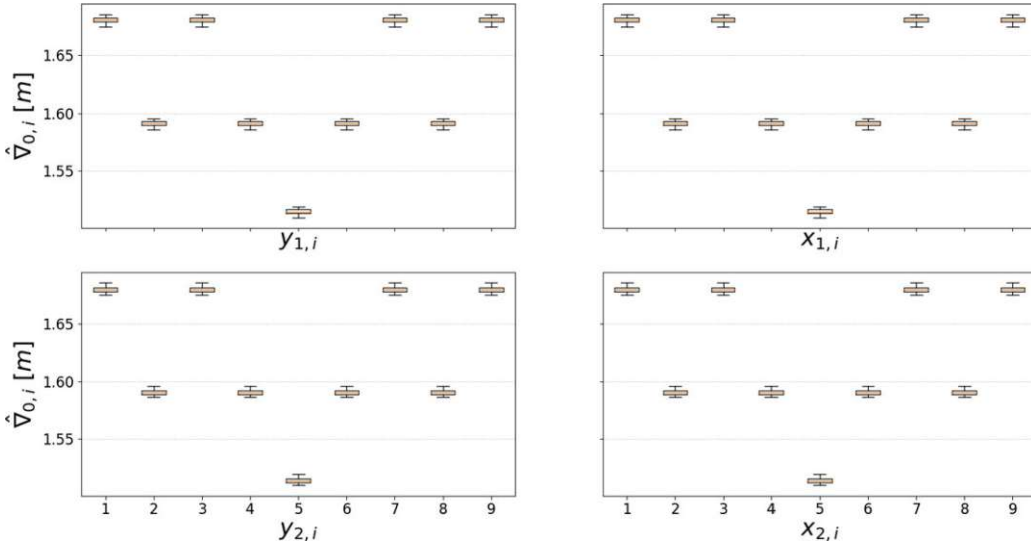 1.65
1.60
1.55
∇̂₀,ᵢ [m]
y₁,ᵢ
x₁,ᵢ
1.65
1.60
1.55
∇̂₀,ᵢ [m]
1 2 3 4 5 6 7 8 9
1 2 3 4 5 6 7 8 9
y₂,ᵢ
x₂,ᵢ